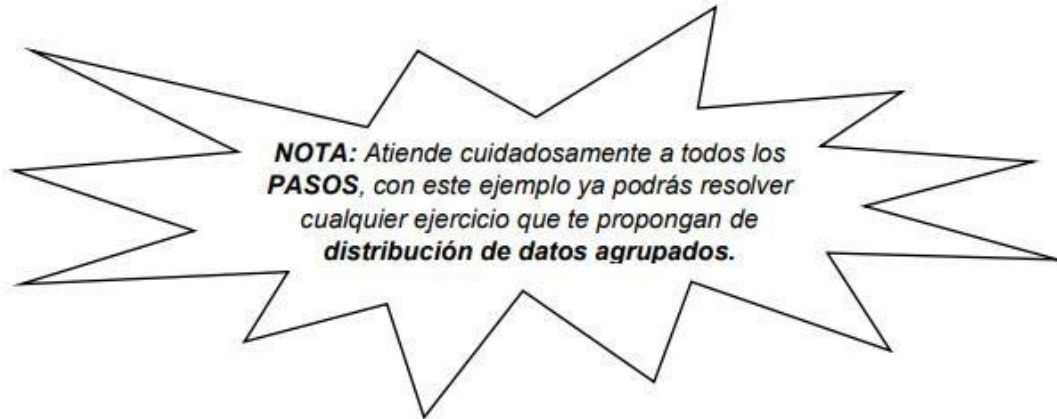 NOTA: Atiende cuidadosamente a todos los
PASOS, con este ejemplo ya podrás resolver
cualquier ejercicio que te propongan de
distribución de datos agrupados.